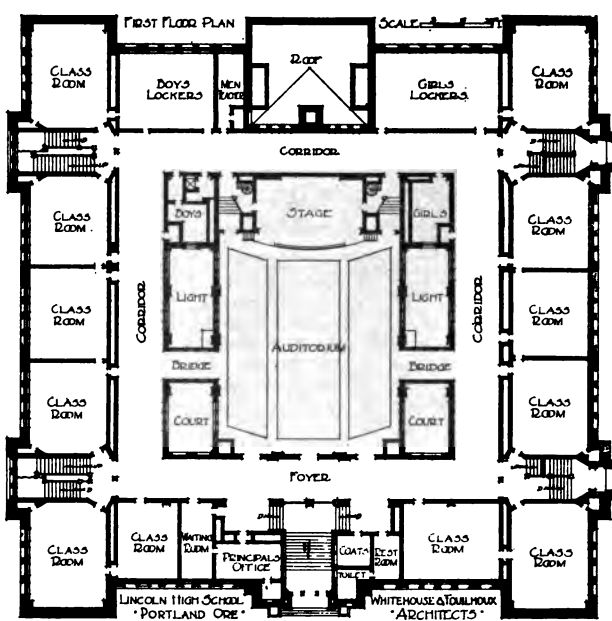 FIRST FLOOR PLAN
SCALE
CLASS
ROOM
BOYS
LOCKERS
MEN
ROOF
GIRLS
LOCKERS
CLASS
ROOM
CORRIDOR
CLASS
ROOM
BOYS
STAGE
GIRLS
CLASS
ROOM
CLASS
ROOM
CORRIDOR
LIGHT
LIGHT
CORRIDOR
CLASS
ROOM
AUDITORIUM
BRIDGE
BRIDGE
CLASS
ROOM
COURT
COURT
CLASS
ROOM
FOYER
CLASS
ROOM
CLASS
ROOM
WAITING
ROOM
PRINCIPALS
OFFICE
COATS
TOILET
REST
ROOM
CLASS
ROOM
CLASS
ROOM
LINCOLN HIGH SCHOOL
·PORTLAND ORE·
WHITEHOUSE & FOUILHOUX
·ARCHITECTS·